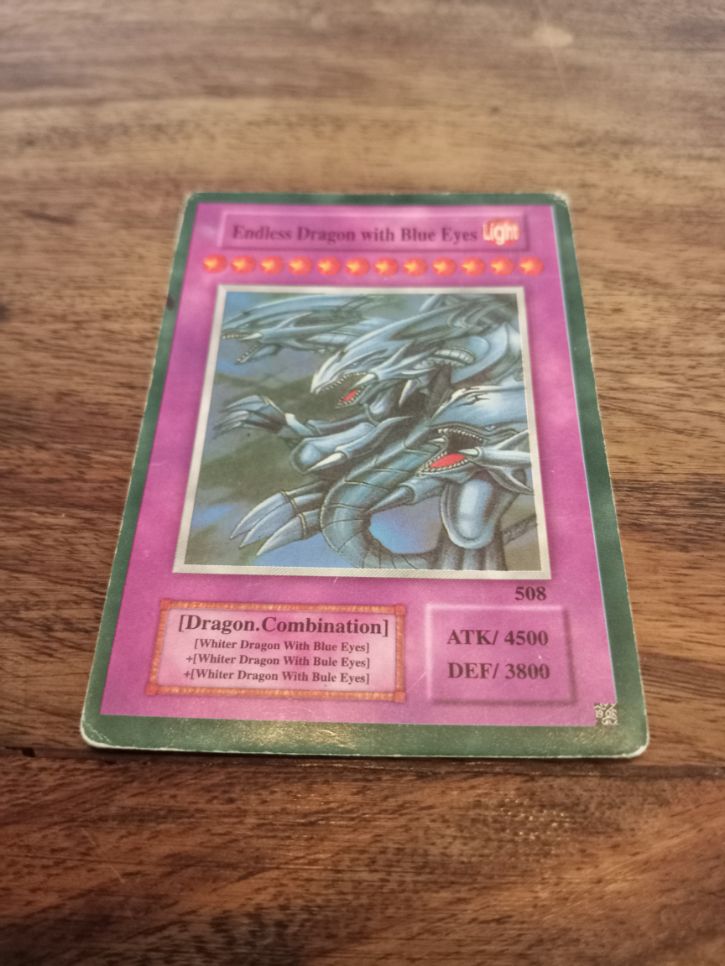 Endless Dragon with Blue Eyes Light
508
[Dragon.Combination]
[Whiter Dragon With Blue Eyes]
+[Whiter Dragon With Bule Eyes]
+[Whiter Dragon With Bule Eyes]
ATK/ 4500
DEF/ 3800